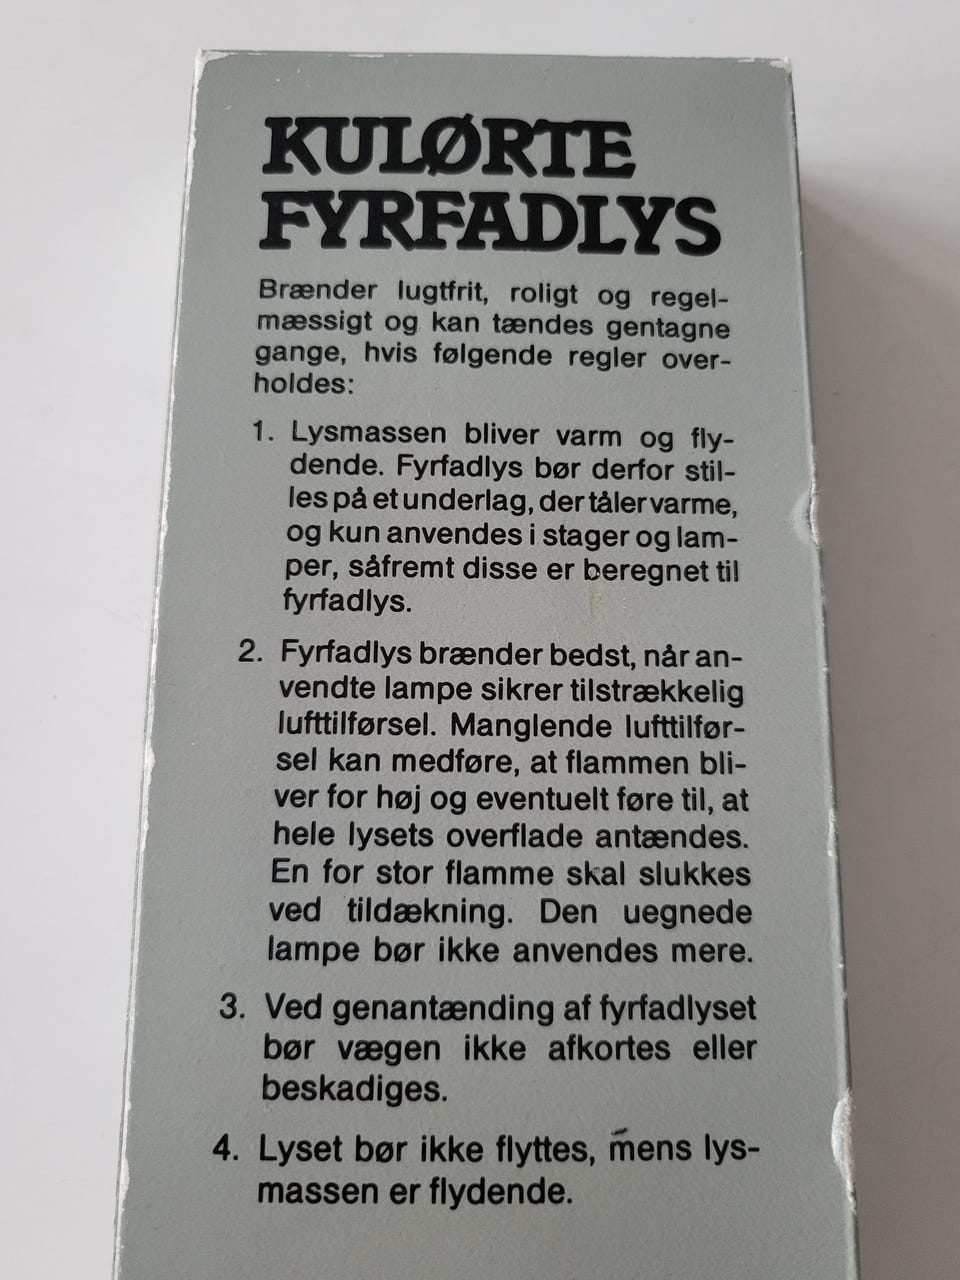 KULØRTE
FYRFADLYS
Brænder lugtfrit, roligt og regel-
mæssigt og kan tændes gentagne
gange, hvis følgende regler over-
holdes:
1. Lysmassen bliver varm og fly-
dende. Fyrfadlys bør derfor stil-
les på et underlag, der tåler varme,
og kun anvendes i stager og lam-
per, såfremt disse er beregnet til
fyrfadlys.
2. Fyrfadlys brænder bedst, når an-
vendte lampe sikrer tilstrækkelig
lufttilførsel. Manglende lufttilfør-
sel kan medføre, at flammen bli-
ver for høj og eventuelt føre til, at
hele lysets overflade antændes.
En for stor flamme skal slukkes
ved tildækning. Den uegnede
lampe bør ikke anvendes mere.
3. Ved genantænding af fyrfadlyset
bør vægen ikke afkortes eller
beskadiges.
4. Lyset bør ikke flyttes, mens lys-
massen er flydende.